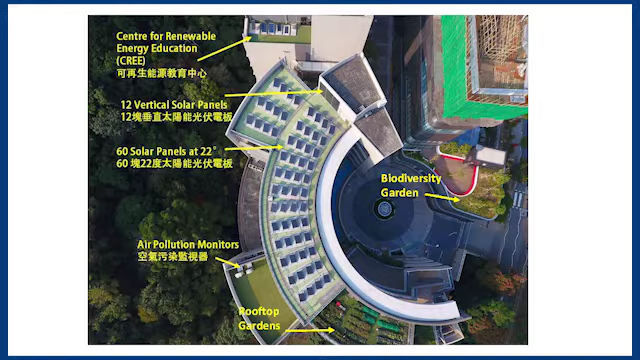 Centre for Renewable
Energy Education
(CREE)
可再生能源教育中心
12 Vertical Solar Panels
12塊垂直太陽能光伏電板
60 Solar Panels at 22°
60 塊22度太陽能光伏電板
Biodiversity
Garden
Air Pollution Monitors
空氣污染監視器
Rooftop
Gardens